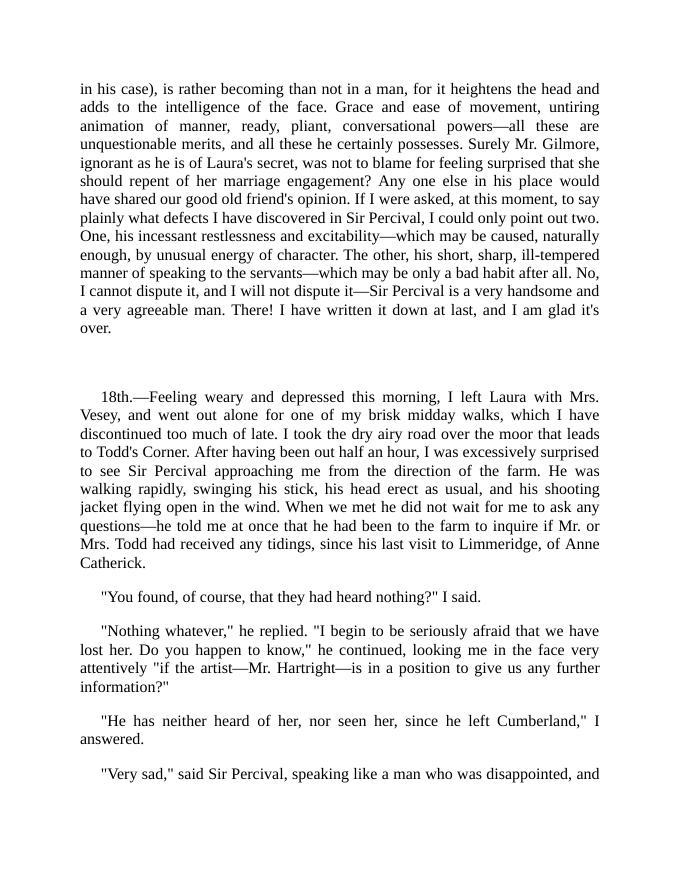 in his case), is rather becoming than not in a man, for it heightens the head and
adds to the intelligence of the face. Grace and ease of movement, untiring
animation of manner, ready, pliant, conversational powers—all these are
unquestionable merits, and all these he certainly possesses. Surely Mr. Gilmore,
ignorant as he is of Laura's secret, was not to blame for feeling surprised that she
should repent of her marriage engagement? Any one else in his place would
have shared our good old friend's opinion. If I were asked, at this moment, to say
plainly what defects I have discovered in Sir Percival, I could only point out two.
One, his incessant restlessness and excitability—which may be caused, naturally
enough, by unusual energy of character. The other, his short, sharp, ill-tempered
manner of speaking to the servants—which may be only a bad habit after all. No,
I cannot dispute it, and I will not dispute it—Sir Percival is a very handsome and
a very agreeable man. There! I have written it down at last, and I am glad it's
over.
18th.—Feeling weary and depressed this morning, I left Laura with Mrs.
Vesey, and went out alone for one of my brisk midday walks, which I have
discontinued too much of late. I took the dry airy road over the moor that leads
to Todd's Corner. After having been out half an hour, I was excessively surprised
to see Sir Percival approaching me from the direction of the farm. He was
walking rapidly, swinging his stick, his head erect as usual, and his shooting
jacket flying open in the wind. When we met he did not wait for me to ask any
questions—he told me at once that he had been to the farm to inquire if Mr. or
Mrs. Todd had received any tidings, since his last visit to Limmeridge, of Anne
Catherick.
"You found, of course, that they had heard nothing?" I said.
"Nothing whatever," he replied. "I begin to be seriously afraid that we have
lost her. Do you happen to know," he continued, looking me in the face very
attentively "if the artist—Mr. Hartright—is in a position to give us any further
information?"
"He has neither heard of her, nor seen her, since he left Cumberland," I
answered.
"Very sad," said Sir Percival, speaking like a man who was disappointed, and